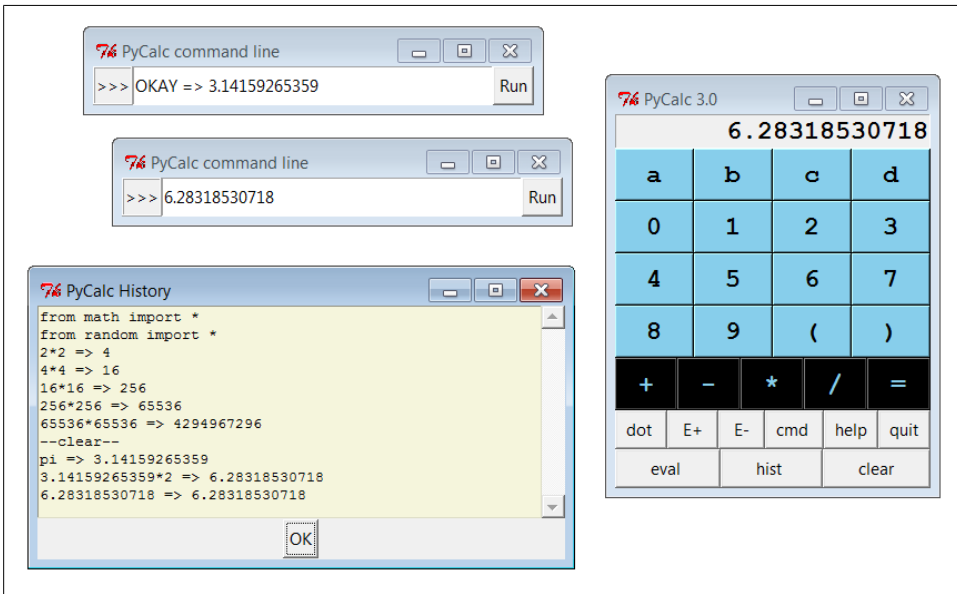 PyCalc command line
>>> OKAY => 3.14159265359 Run
PyCalc command line
>>> 6.28318530718 Run
PyCalc History
from math import *
from random import *
2*2 => 4
4*4 => 16
16*16 => 256
256*256 => 65536
65536*65536 => 4294967296
--clear--
pi => 3.14159265359
3.14159265359*2 => 6.28318530718
6.28318530718 => 6.28318530718
OK
PyCalc 3.0
6.28318530718
a b c d
0 1 2 3
4 5 6 7
8 9 ( )
+ - * / =
dot E+ E- cmd help quit
eval hist clear